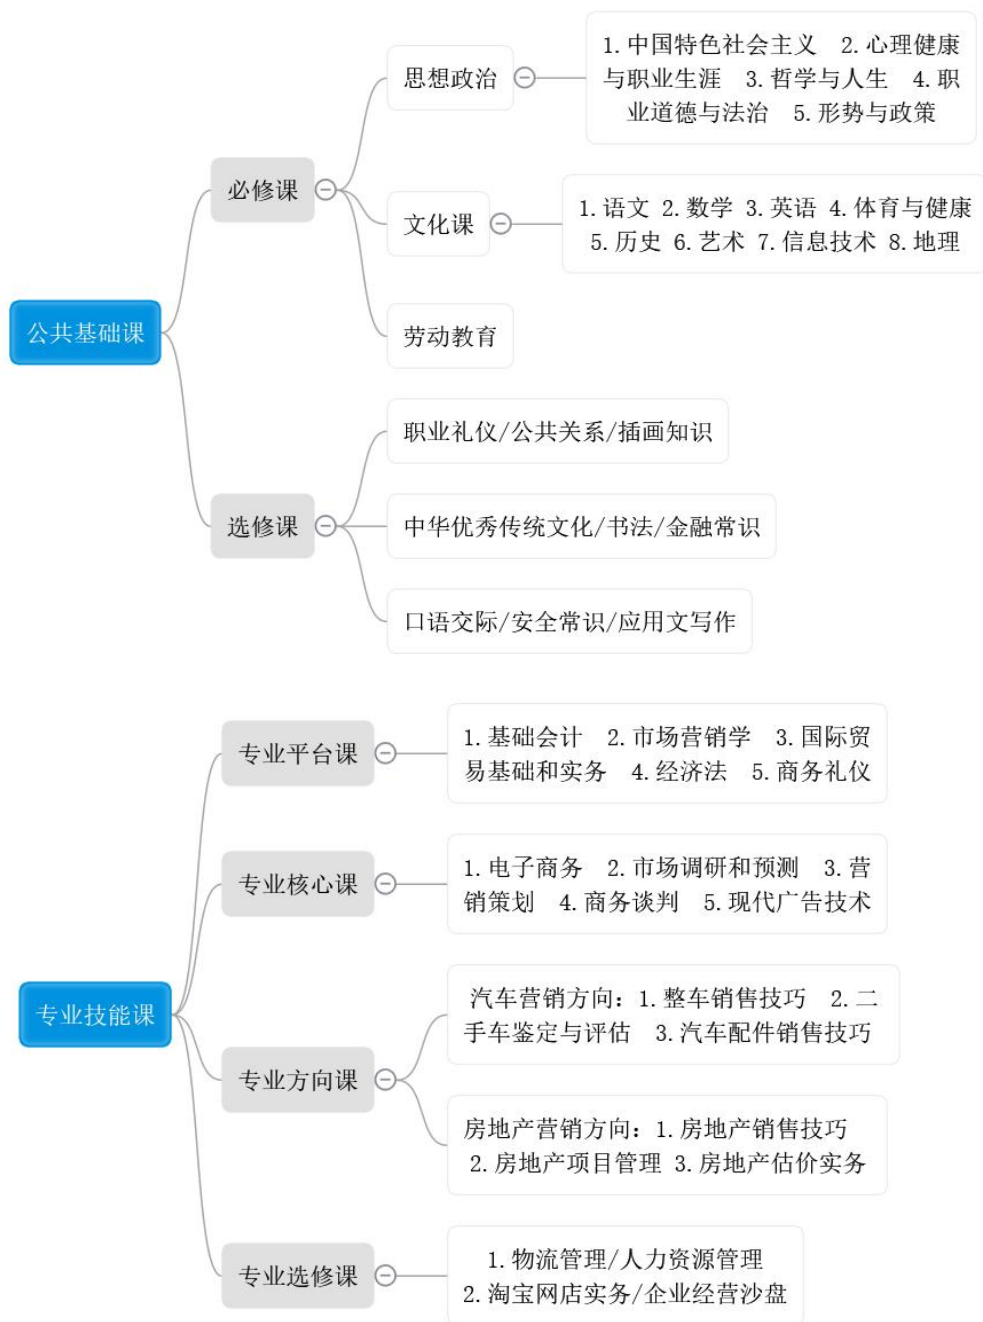 公共基础课
必修课
思想政治
1.中国特色社会主义 2.心理健康
与职业生涯 3.哲学与人生 4.职
业道德与法治 5.形势与政策
文化课
1.语文 2.数学 3.英语 4.体育与健康
5.历史 6.艺术 7.信息技术 8.地理
劳动教育
选修课
职业礼仪/公共关系/插画知识
中华优秀传统文化/书法/金融常识
口语交际/安全常识/应用文写作
专业技能课
专业平台课
1.基础会计 2.市场营销学 3.国际贸
易基础和实务 4.经济法 5.商务礼仪
专业核心课
1.电子商务 2.市场调研和预测 3.营
销策划 4.商务谈判 5.现代广告技术
专业方向课
汽车营销方向：1.整车销售技巧 2.二
手车鉴定与评估 3.汽车配件销售技巧
房地产营销方向：1.房地产销售技巧
2.房地产项目管理 3.房地产估价实务
专业选修课
1.物流管理/人力资源管理
2.淘宝网店实务/企业经营沙盘